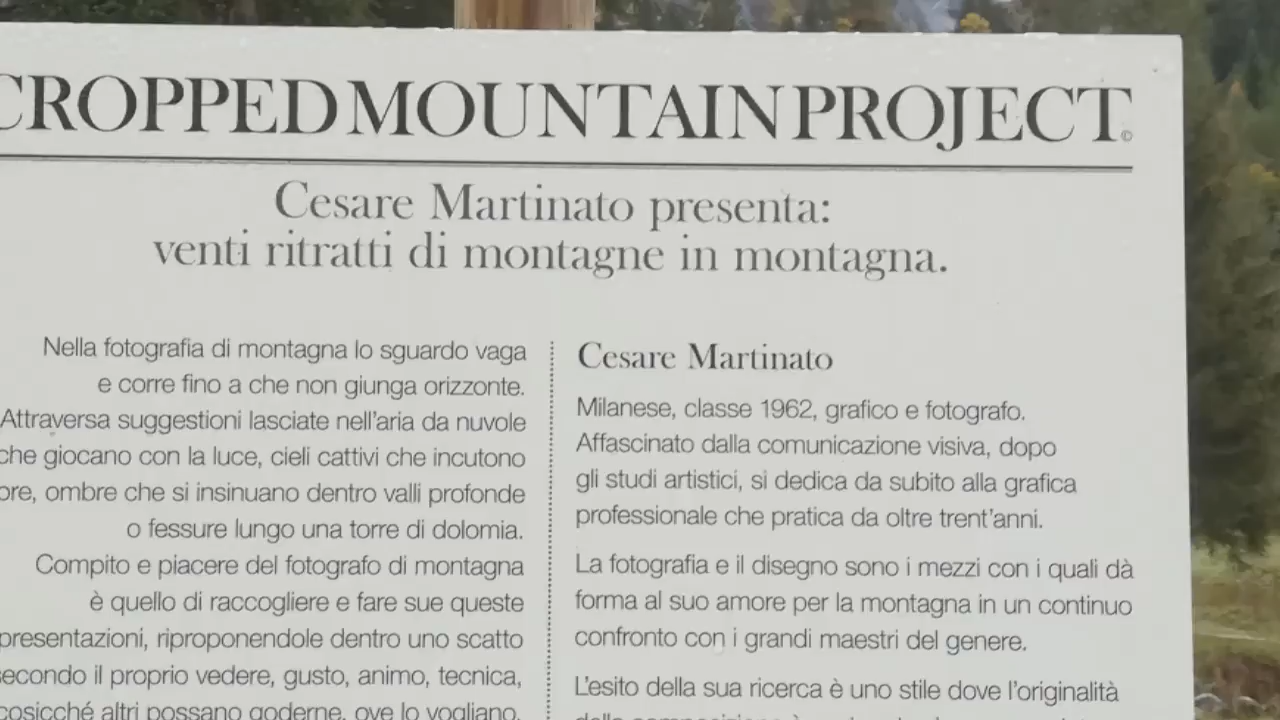 CROPPED MOUNTAIN PROJECT©
Cesare Martinato presenta:
venti ritratti di montagne in montagna.
Nella fotografia di montagna lo sguardo vaga
e corre fino a che non giunga orizzonte.
Attraversa suggestioni lasciate nell'aria da nuvole
che giocano con la luce, cieli cattivi che incutono
ombre che si insinuano dentro valli profonde
o fessure lungo una torre di dolomia.
Compito e piacere del fotografo di montagna
è quello di raccogliere e fare sue queste
presentazioni, riproponendole dentro uno scatto
secondo il proprio vedere, gusto, animo, tecnica,
cosicché altri possano goderne, ove lo vogliano.
Cesare Martinato
Milanese, classe 1962, grafico e fotografo.
Affascinato dalla comunicazione visiva, dopo
gli studi artistici, si dedica da subito alla grafica
professionale che pratica da oltre trent'anni.
La fotografia e il disegno sono i mezzi con i quali dà
forma al suo amore per la montagna in un continuo
confronto con i grandi maestri del genere.
L'esito della sua ricerca è uno stile dove l'originalità